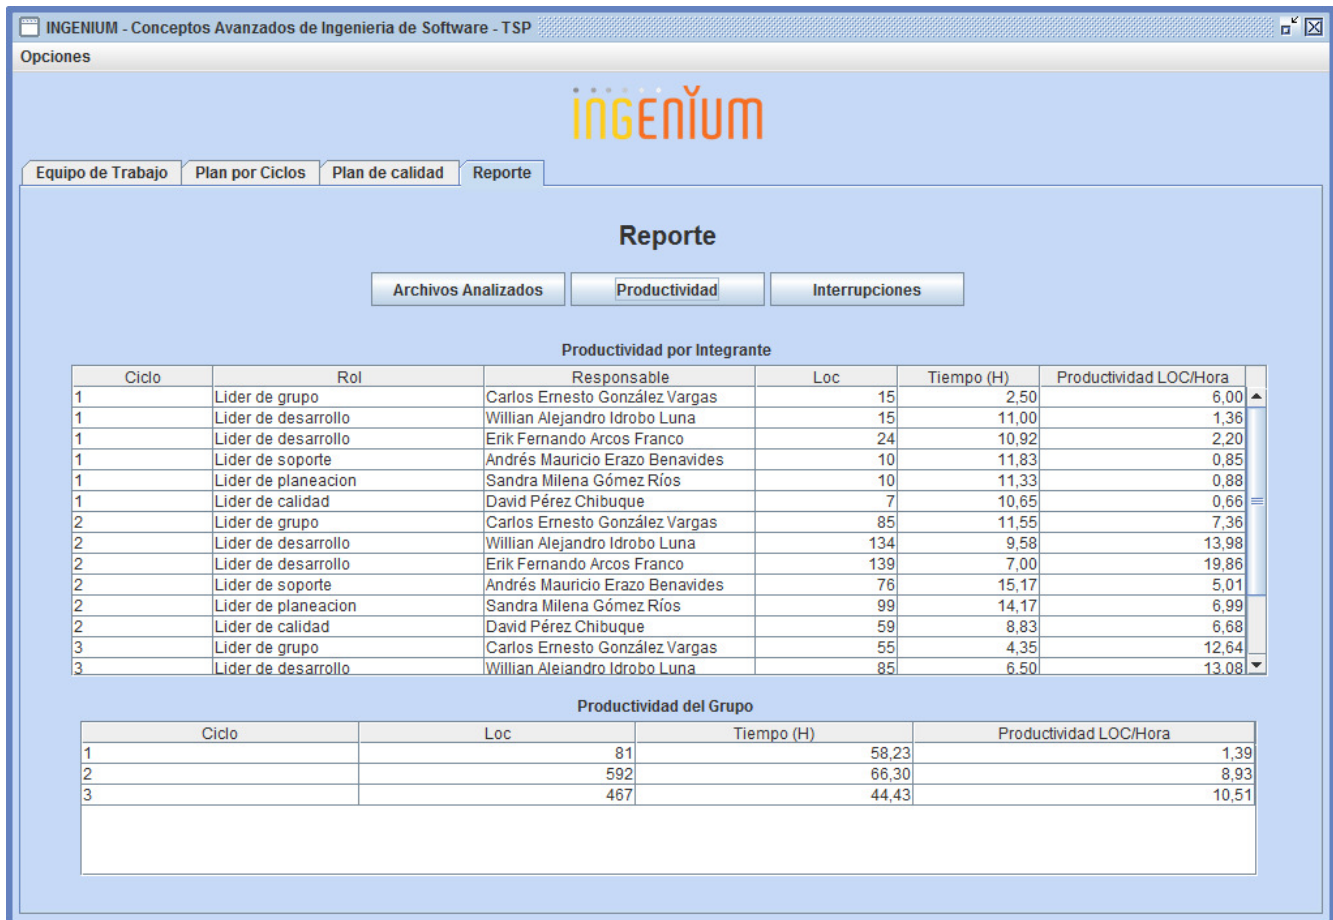 INGENIUM - Conceptos Avanzados de Ingenieria de Software - TSP
Opciones
INGENIUM
Equipo de Trabajo Plan por Ciclos Plan de calidad Reporte
Reporte
Archivos Analizados Productividad Interrupciones
Productividad por Integrante
Ciclo Rol Responsable Loc Tiempo (H) Productividad LOC/Hora
1 Lider de grupo Carlos Ernesto González Vargas 15 2,50 6,00
1 Lider de desarrollo Willian Alejandro Idrobo Luna 15 11,00 1,36
1 Lider de desarrollo Erik Fernando Arcos Franco 24 10,92 2,20
1 Lider de soporte Andrés Mauricio Erazo Benavides 10 11,83 0,85
1 Lider de planeacion Sandra Milena Gómez Ríos 10 11,33 0,88
1 Lider de calidad David Pérez Chibuque 7 10,65 0,66
2 Lider de grupo Carlos Ernesto González Vargas 85 11,55 7,36
2 Lider de desarrollo Willian Alejandro Idrobo Luna 134 9,58 13,98
2 Lider de desarrollo Erik Fernando Arcos Franco 139 7,00 19,86
2 Lider de soporte Andrés Mauricio Erazo Benavides 76 15,17 5,01
2 Lider de planeacion Sandra Milena Gómez Ríos 99 14,17 6,99
2 Lider de calidad David Pérez Chibuque 59 8,83 6,68
3 Lider de grupo Carlos Ernesto González Vargas 55 4,35 12,64
3 Lider de desarrollo Willian Alejandro Idrobo Luna 85 6,50 13,08
Productividad del Grupo
Ciclo Loc Tiempo (H) Productividad LOC/Hora
1 81 58,23 1,39
2 592 66,30 8,93
3 467 44,43 10,51